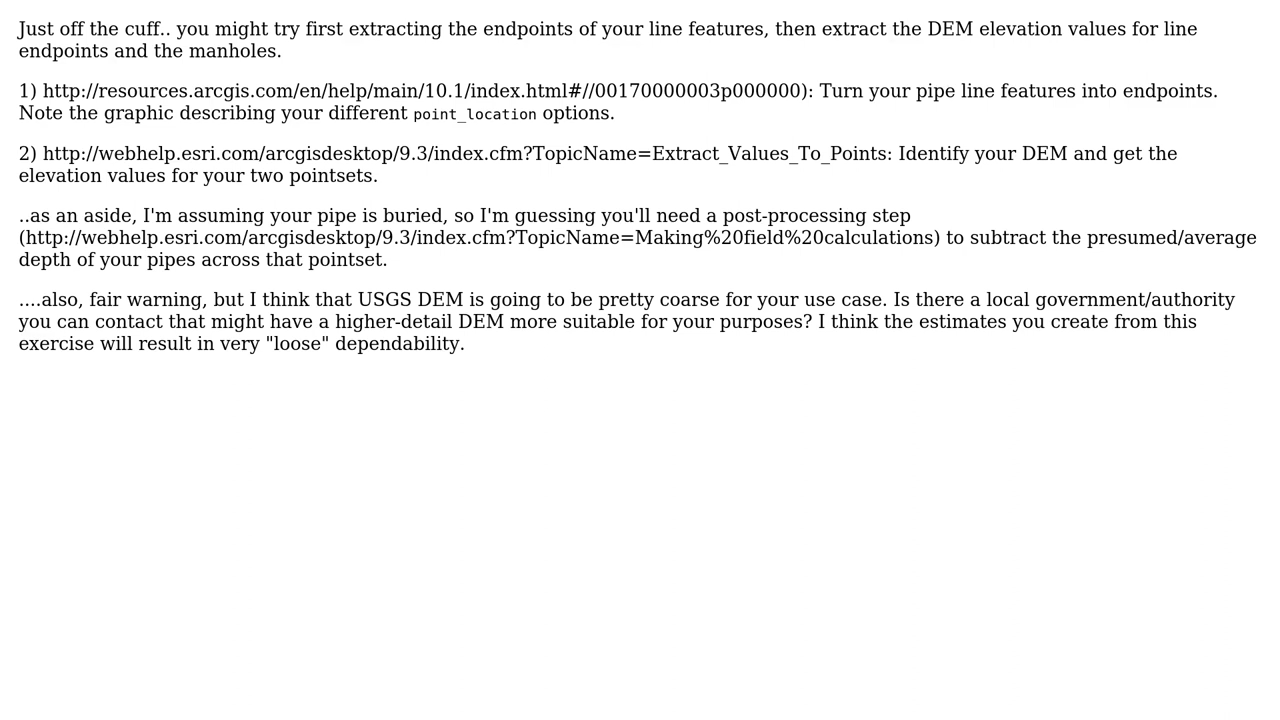 Just off the cuff.. you might try first extracting the endpoints of your line features, then extract the DEM elevation values for line
endpoints and the manholes.
1) http://resources.arcgis.com/en/help/main/10.1/index.html#//00170000003p000000): Turn your pipe line features into endpoints.
Note the graphic describing your different point_location options.
2) http://webhelp.esri.com/arcgisdesktop/9.3/index.cfm?TopicName=Extract_Values_To_Points: Identify your DEM and get the
elevation values for your two pointsets.
..as an aside, I'm assuming your pipe is buried, so I'm guessing you'll need a post-processing step
(http://webhelp.esri.com/arcgisdesktop/9.3/index.cfm?TopicName=Making%20field%20calculations) to subtract the presumed/average
depth of your pipes across that pointset.
....also, fair warning, but I think that USGS DEM is going to be pretty coarse for your use case. Is there a local government/authority
you can contact that might have a higher-detail DEM more suitable for your purposes? I think the estimates you create from this
exercise will result in very "loose" dependability.